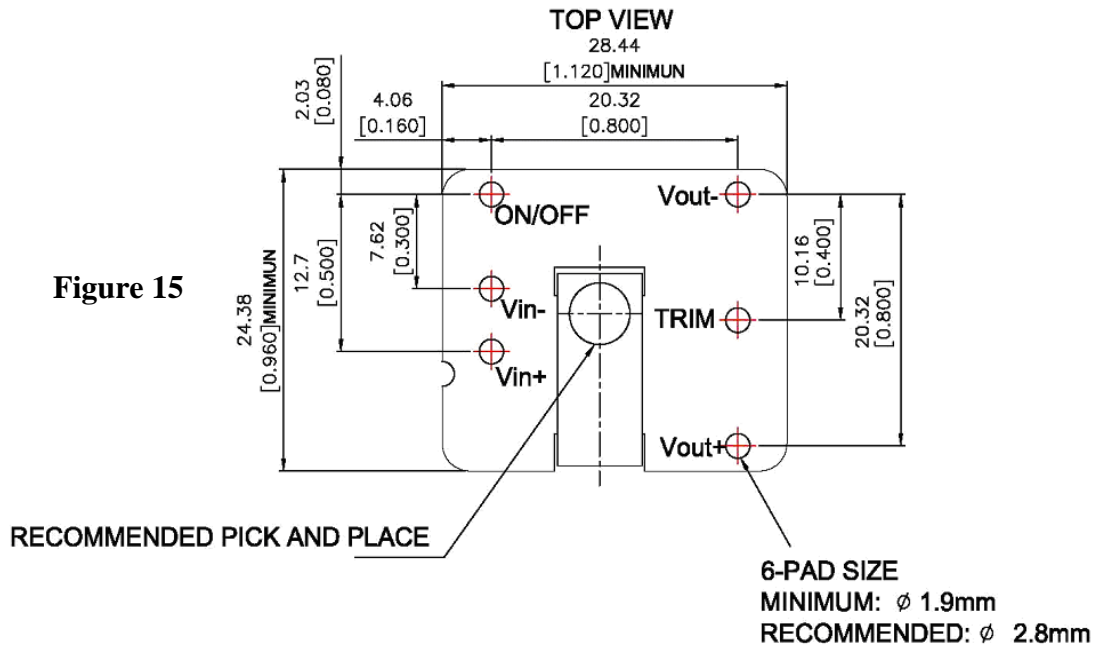 TOP VIEW
28.44
[1.120]MINIMUN
2.03
[0.080]
4.06
[0.160]
20.32
[0.800]
ON/OFF
Vout-
7.62
[0.300]
12.7
[0.500]
24.38
[0.960]MINIMUN
10.16
[0.400]
20.32
[0.800]
Figure 15
Vin-
TRIM
Vin+
Vout+
RECOMMENDED PICK AND PLACE
6-PAD SIZE
MINIMUM: ϕ 1.9mm
RECOMMENDED: ϕ 2.8mm